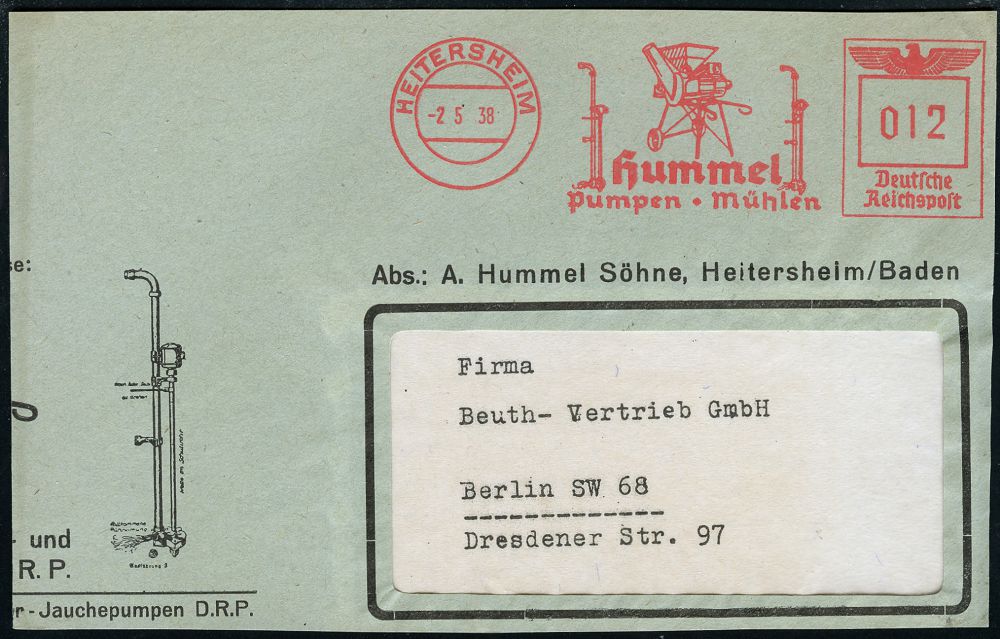 HEITERSHEIM
-2 5 38
Hummel
Pumpen • Mühlen
012
Deutsche
Reichspost
se:
Abs.: A. Hummel Söhne, Heitersheim/Baden
Firma
Beuth- Vertrieb GmbH
Berlin SW 68
Dresdener Str. 97
- und
R. P.
r - Jauchepumpen D.R.P.